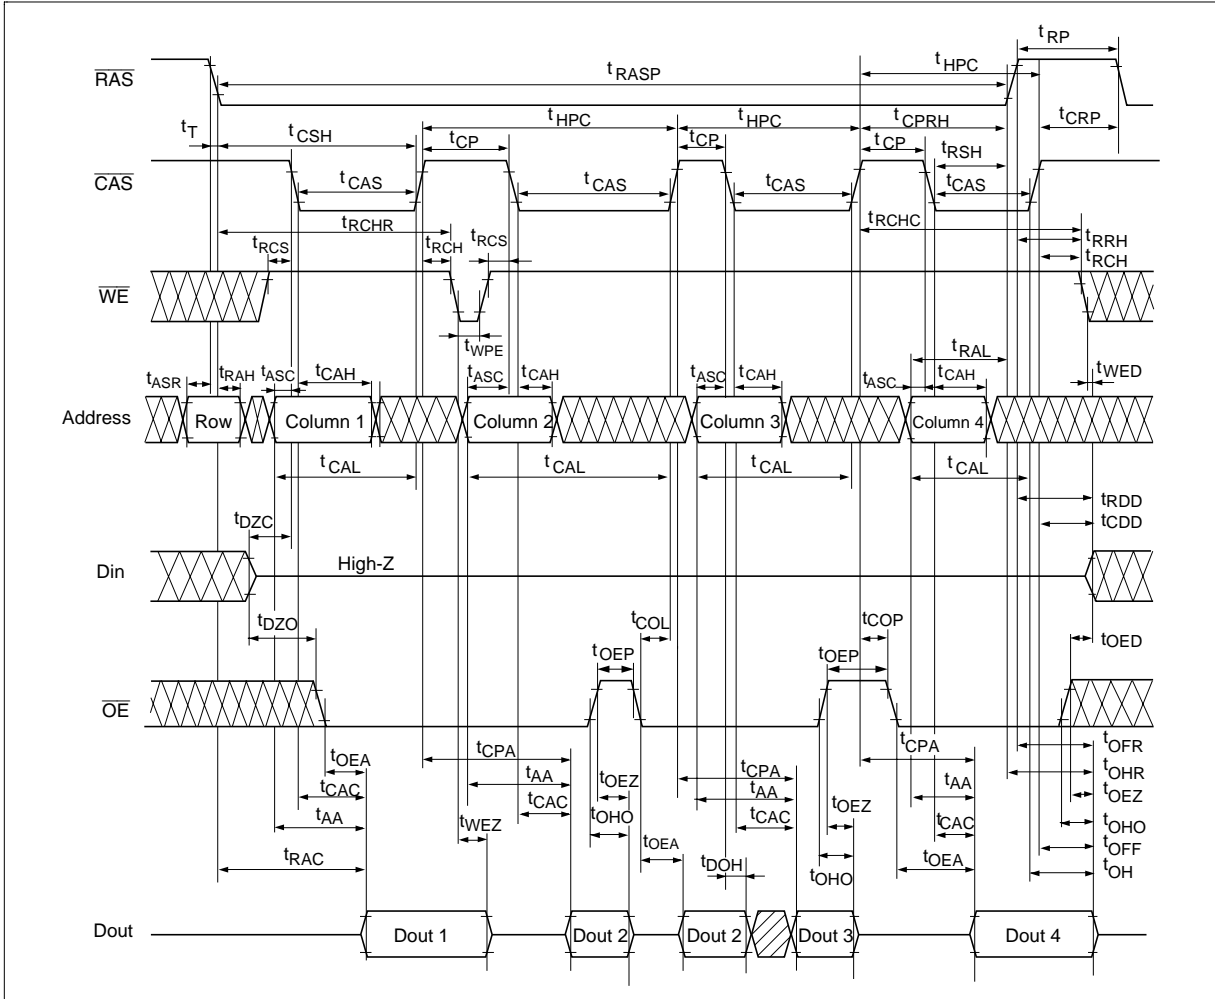 tRP
RAS
tRASP
tHPC
tT
tCSH
tHPC
tHPC
tCPRH
tCRP
tCP
tCP
tCP
tRSH
CAS
tCAS
tCAS
tCAS
tCAS
tRCHR
tRCHC
tRCS
tRCH
tRCS
tRRH
tRCH
WE
tWPE
tRAL
tWED
tASR
tRAH
tASC
tCAH
tASC
tCAH
tASC
tCAH
tASC
tCAH
Address
Row
Column 1
Column 2
Column 3
Column 4
tCAL
tCAL
tCAL
tCAL
tRDD
tCDD
tDZC
Din
High-Z
tDZO
tCOL
tCOP
tOED
tOEP
tOEP
OE
tOEA
tCPA
tCPA
tCPA
tOFR
tCAC
tAA
tOEZ
tAA
tOEZ
tAA
tOHR
tOEZ
tAA
tCAC
tOHO
tCAC
tCAC
tOHO
tWEZ
tOEA
tDOH
tOHO
tOEA
tOFF
tRAC
tOH
Dout
Dout 1
Dout 2
Dout 2
Dout 3
Dout 4